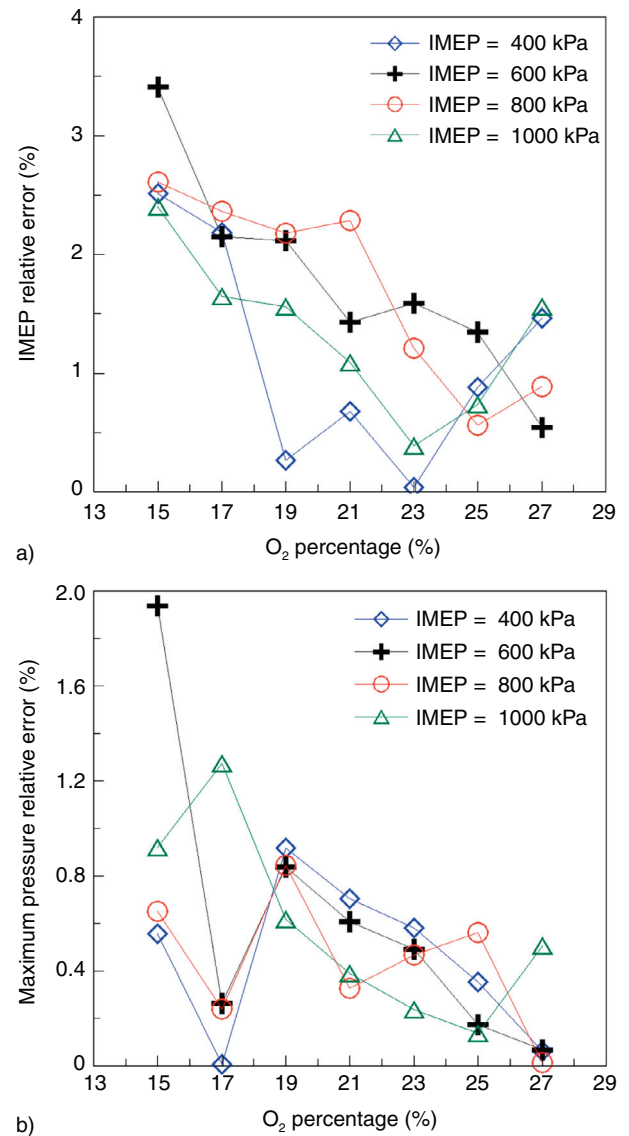 4
3
2
1
0
IMEP relative error (%)
IMEP = 400 kPa
IMEP = 600 kPa
IMEP = 800 kPa
IMEP = 1000 kPa
13 15 17 19 21 23 25 27 29
O₂ percentage (%)
a)
2.0
1.6
1.2
0.8
0.4
0
Maximum pressure relative error (%)
IMEP = 400 kPa
IMEP = 600 kPa
IMEP = 800 kPa
IMEP = 1000 kPa
13 15 17 19 21 23 25 27 29
O₂ percentage (%)
b)